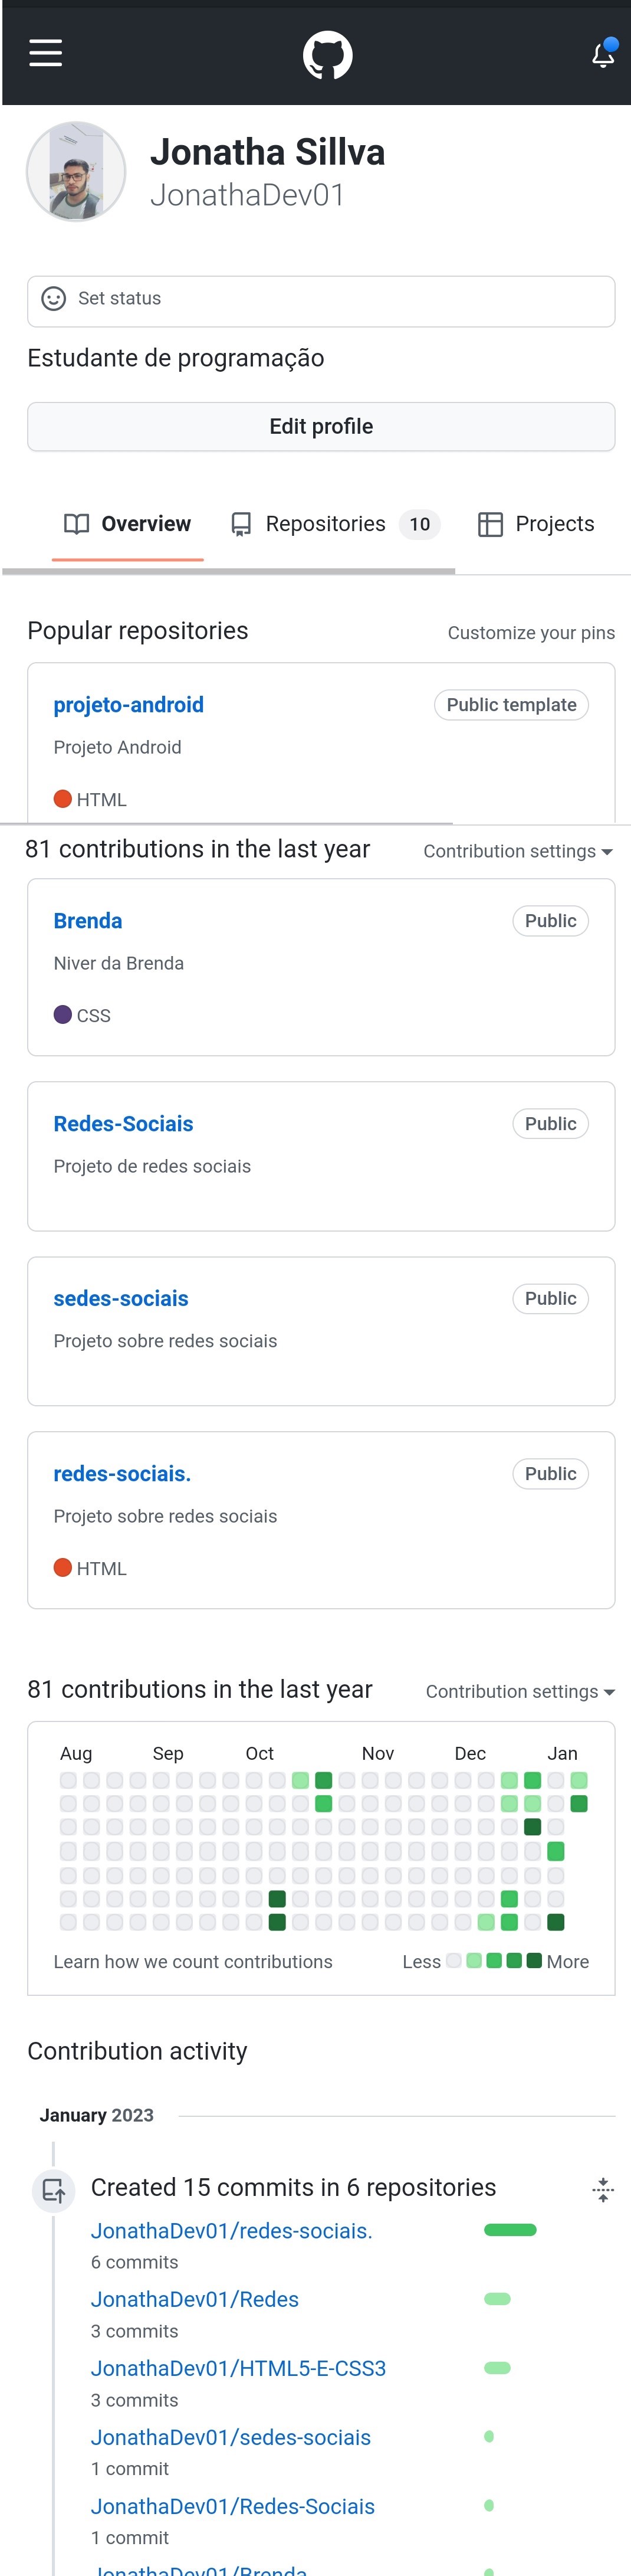 Jonatha Sillva
JonathaDev01
Set status
Estudante de programação
Edit profile
Overview Repositories 10 Projects
Popular repositories Customize your pins
projeto-android Public template
Projeto Android
HTML
81 contributions in the last year Contribution settings
Brenda Public
Niver da Brenda
CSS
Redes-Sociais Public
Projeto de redes sociais
sedes-sociais Public
Projeto sobre redes sociais
redes-sociais. Public
Projeto sobre redes sociais
HTML
81 contributions in the last year Contribution settings
Aug Sep Oct Nov Dec Jan
Learn how we count contributions Less More
Contribution activity
January 2023
Created 15 commits in 6 repositories
JonathaDev01/redes-sociais.
6 commits
JonathaDev01/Redes
3 commits
JonathaDev01/HTML5-E-CSS3
3 commits
JonathaDev01/sedes-sociais
1 commit
JonathaDev01/Redes-Sociais
1 commit
JonathaDev01/Brenda